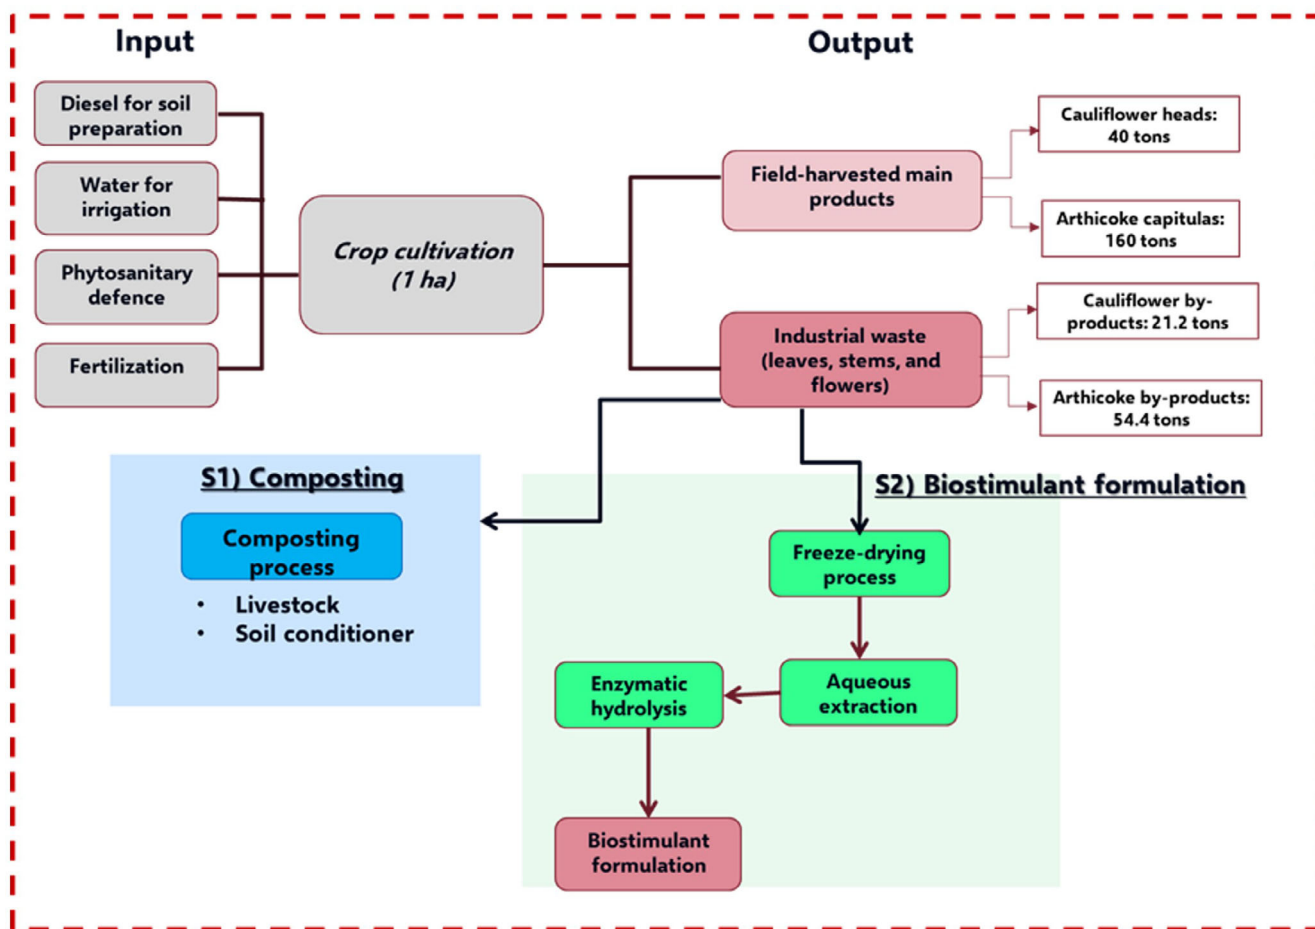 Input
Output
Diesel for soil
preparation
Water for
irrigation
Phytosanitary
defence
Fertilization
Crop cultivation
(1 ha)
Field-harvested main
products
Cauliflower heads:
40 tons
Arthicoke capitulas:
160 tons
Industrial waste
(leaves, stems, and
flowers)
Cauliflower by-
products: 21.2 tons
Arthicoke by-products:
54.4 tons
S1) Composting
Composting
process
• Livestock
• Soil conditioner
S2) Biostimulant formulation
Freeze-drying
process
Aqueous
extraction
Enzymatic
hydrolysis
Biostimulant
formulation